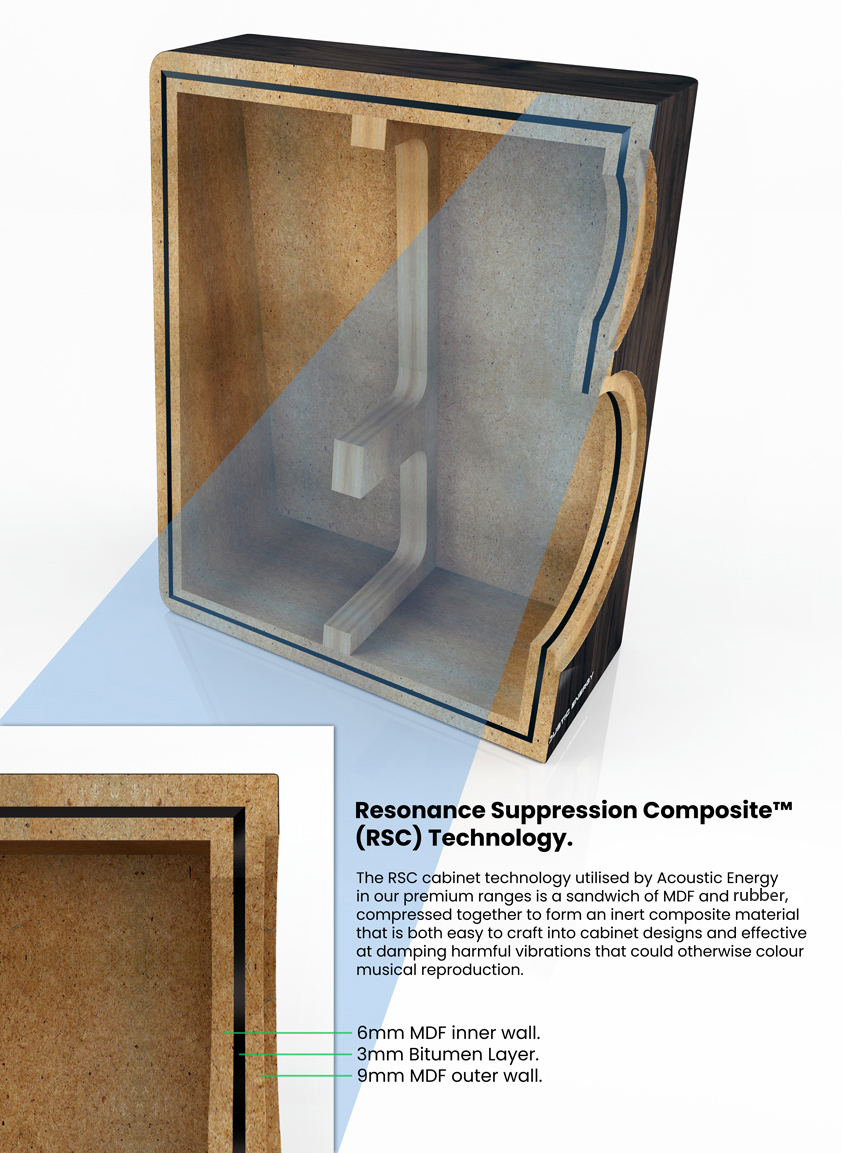 OUSTIC ENERGY
Resonance Suppression Composite™
(RSC) Technology.
The RSC cabinet technology utilised by Acoustic Energy
in our premium ranges is a sandwich of MDF and rubber,
compressed together to form an inert composite material
that is both easy to craft into cabinet designs and effective
at damping harmful vibrations that could otherwise colour
musical reproduction.
6mm MDF inner wall.
3mm Bitumen Layer.
9mm MDF outer wall.